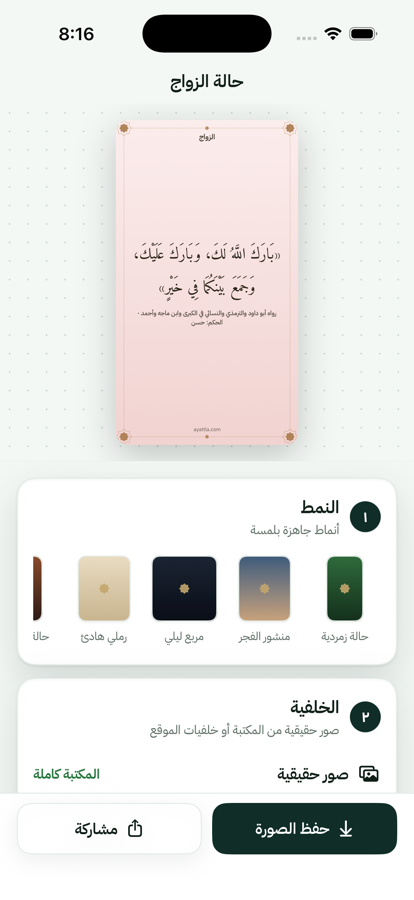 8:16
حالة الزواج
الزواج
«بَارَكَ اللَّهُ لَكَ، وَبَارَكَ عَلَيْكَ،
وَجَمَعَ بَيْنَكُمَا فِي خَيْرٍ»
رواه أبو داود والترمذي والنسائي في الكبرى وابن ماجه وأحمد ·
الحكم: حسن
ayatfa.com
١
النمط
أنماط جاهزة بلمسة
حالة زمردية
منشور الفجر
مربع ليلي
رملي هادئ
٢
الخلفية
صور حقيقية من المكتبة أو خلفيات الموقع
صور حقيقية
المكتبة كاملة
حفظ الصورة
مشاركة